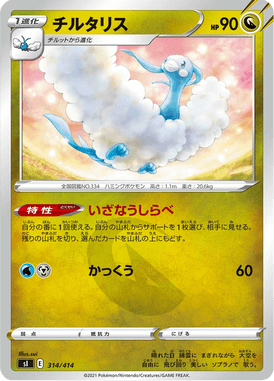 1進化
チルタリス
HP90
チルットから進化
全国図鑑NO.334 ハミングポケモン 高さ:1.1m 重さ:20.6kg
特性 いざなうしらべ
自分の番に1回使える。自分の山札からサポートを1枚選び、相手に見せる。
残りの山札を切り、選んだカードを山札の上にもどす。
かっくう 60
弱点 抵抗力 にげる
Illus.sui
sI E 314/414
晴れた日 綿雲に まぎれながら 大空を
自由に 飛び回り 美しい ソプラノで 歌う。
©2021 Pokémon/Nintendo/Creatures/GAME FREAK.